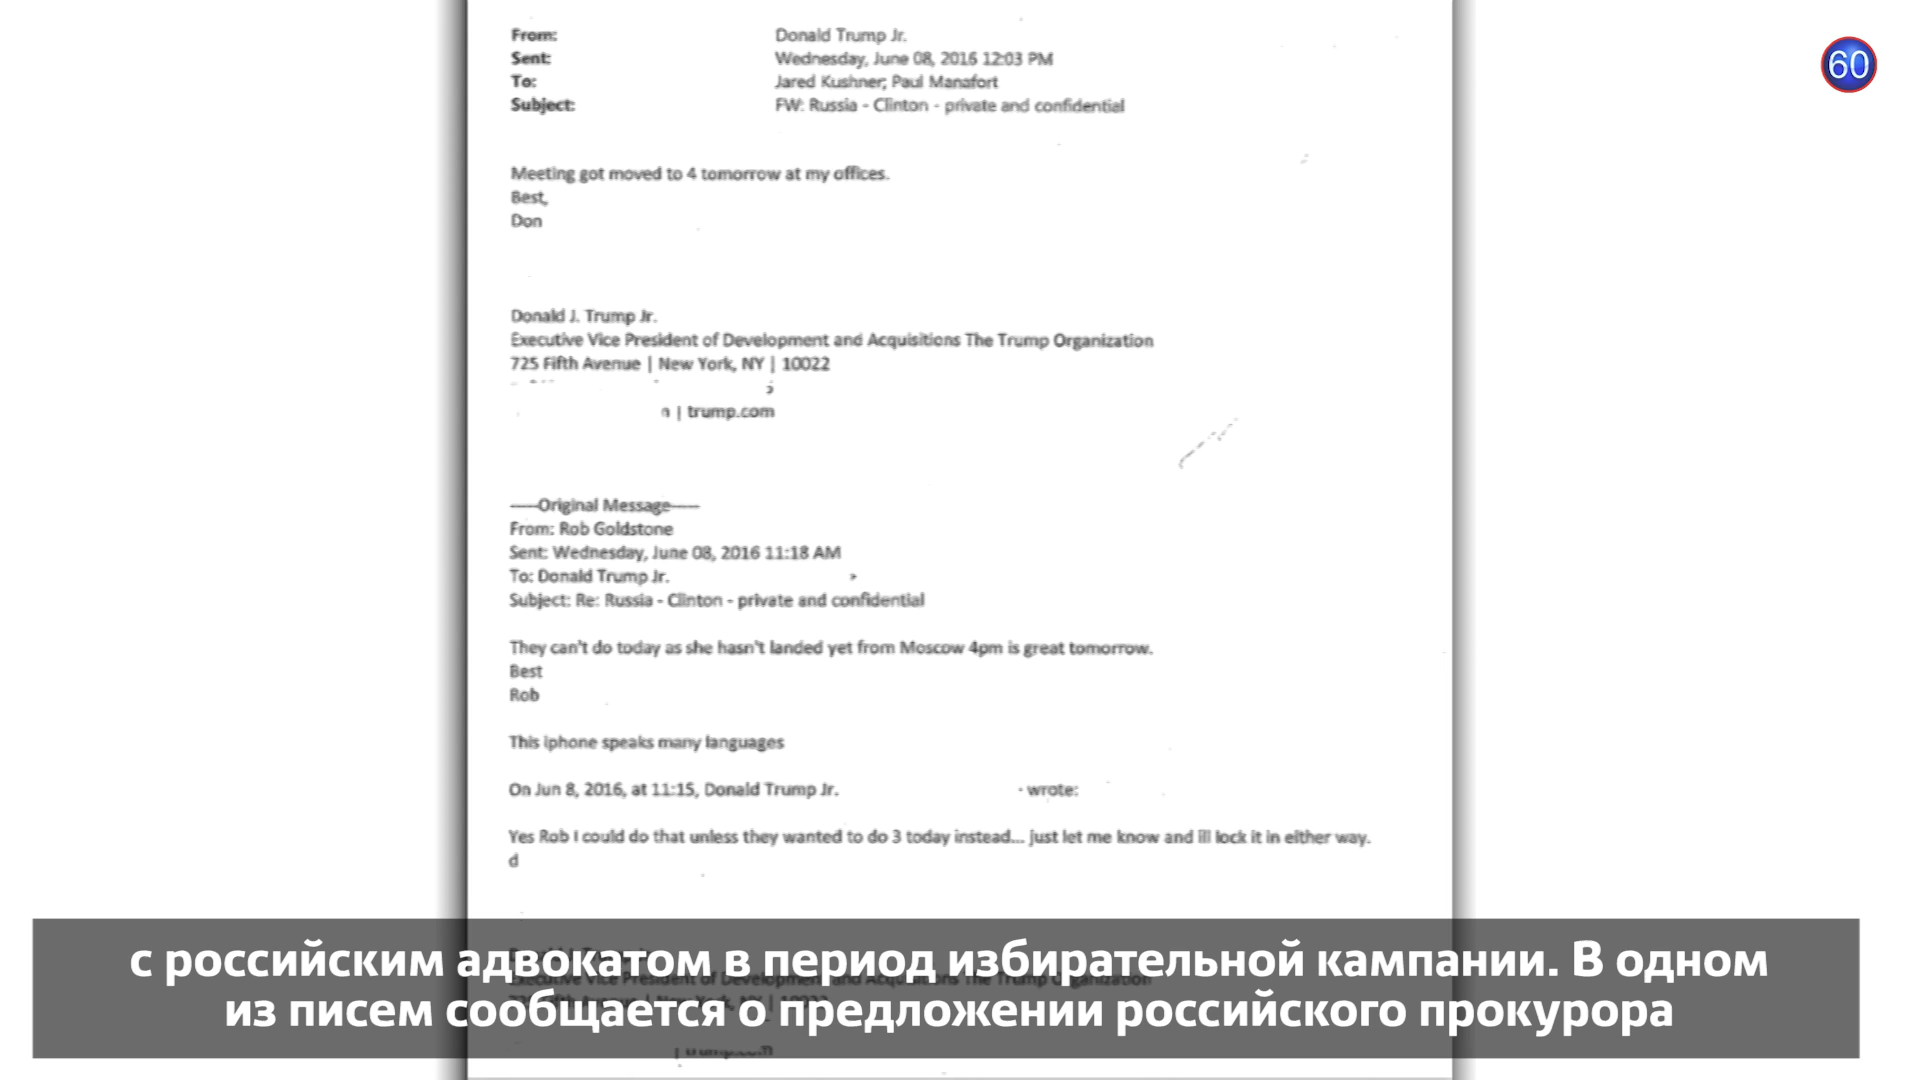 From: Donald Trump Jr.
Sent: Wednesday, June 08, 2016 12:03 PM
To: Jared Kushner; Paul Manafort
Subject: FW: Russia - Clinton - private and confidential
60
Meeting got moved to 4 tomorrow at my offices.
Best,
Don
Donald J. Trump Jr.
Executive Vice President of Development and Acquisitions The Trump Organization
725 Fifth Avenue | New York, NY | 10022
| trump.com
-----Original Message-----
From: Rob Goldstone
Sent: Wednesday, June 08, 2016 11:18 AM
To: Donald Trump Jr.
Subject: Re: Russia - Clinton - private and confidential
They can't do today as she hasn't landed yet from Moscow 4pm is great tomorrow.
Best
Rob
This iphone speaks many languages
On Jun 8, 2016, at 11:15, Donald Trump Jr. wrote:
Yes Rob I could do that unless they wanted to do 3 today instead... just let me know and ill lock it in either way.
d
с российским адвокатом в период избирательной кампании. В одном
из писем сообщается о предложении российского прокурора